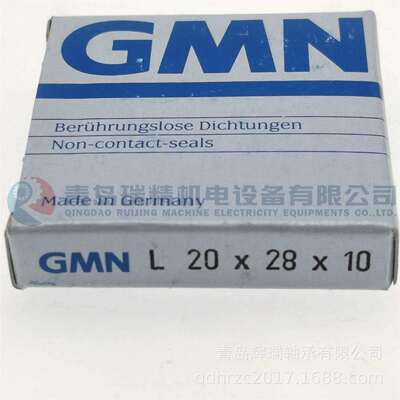 GMN
Berührungslose Dichtungen
Non-contact-seals
青岛瑞精机电设备有限公司
QINGDAO RUIJING MACHINE ELECTRICITY EQUIPMENTS CO.,LTD.
Made in Germany
GMN L 20 x 28 x 10
青岛辉瑞轴承有限公司
qdhrzc2017.1688.com